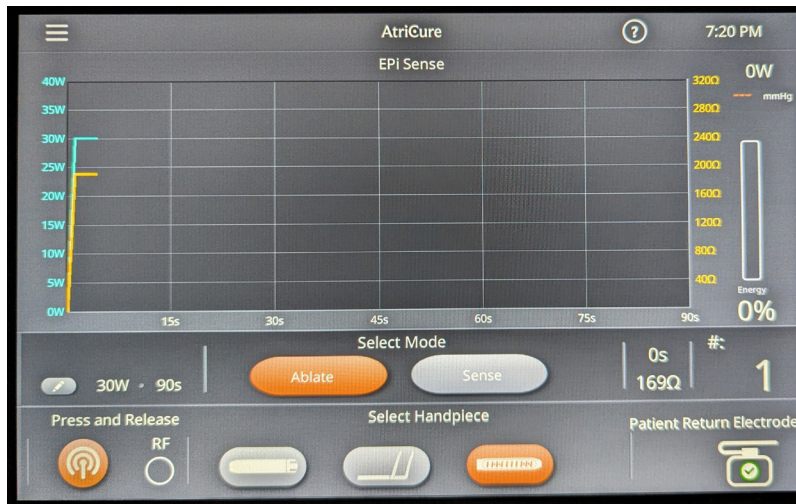 AtriCure
?
7:20 PM
EPi Sense
0W
--- mmHg
40W
35W
30W
25W
20W
15W
10W
5W
0W
320Ω
280Ω
240Ω
200Ω
160Ω
120Ω
80Ω
40Ω
15s
30s
45s
60s
75s
90s
Energy
0%
Select Mode
30W • 90s
Ablate
Sense
0s
169Ω
#:
1
Press and Release
RF
Select Handpiece
Patient Return Electrode